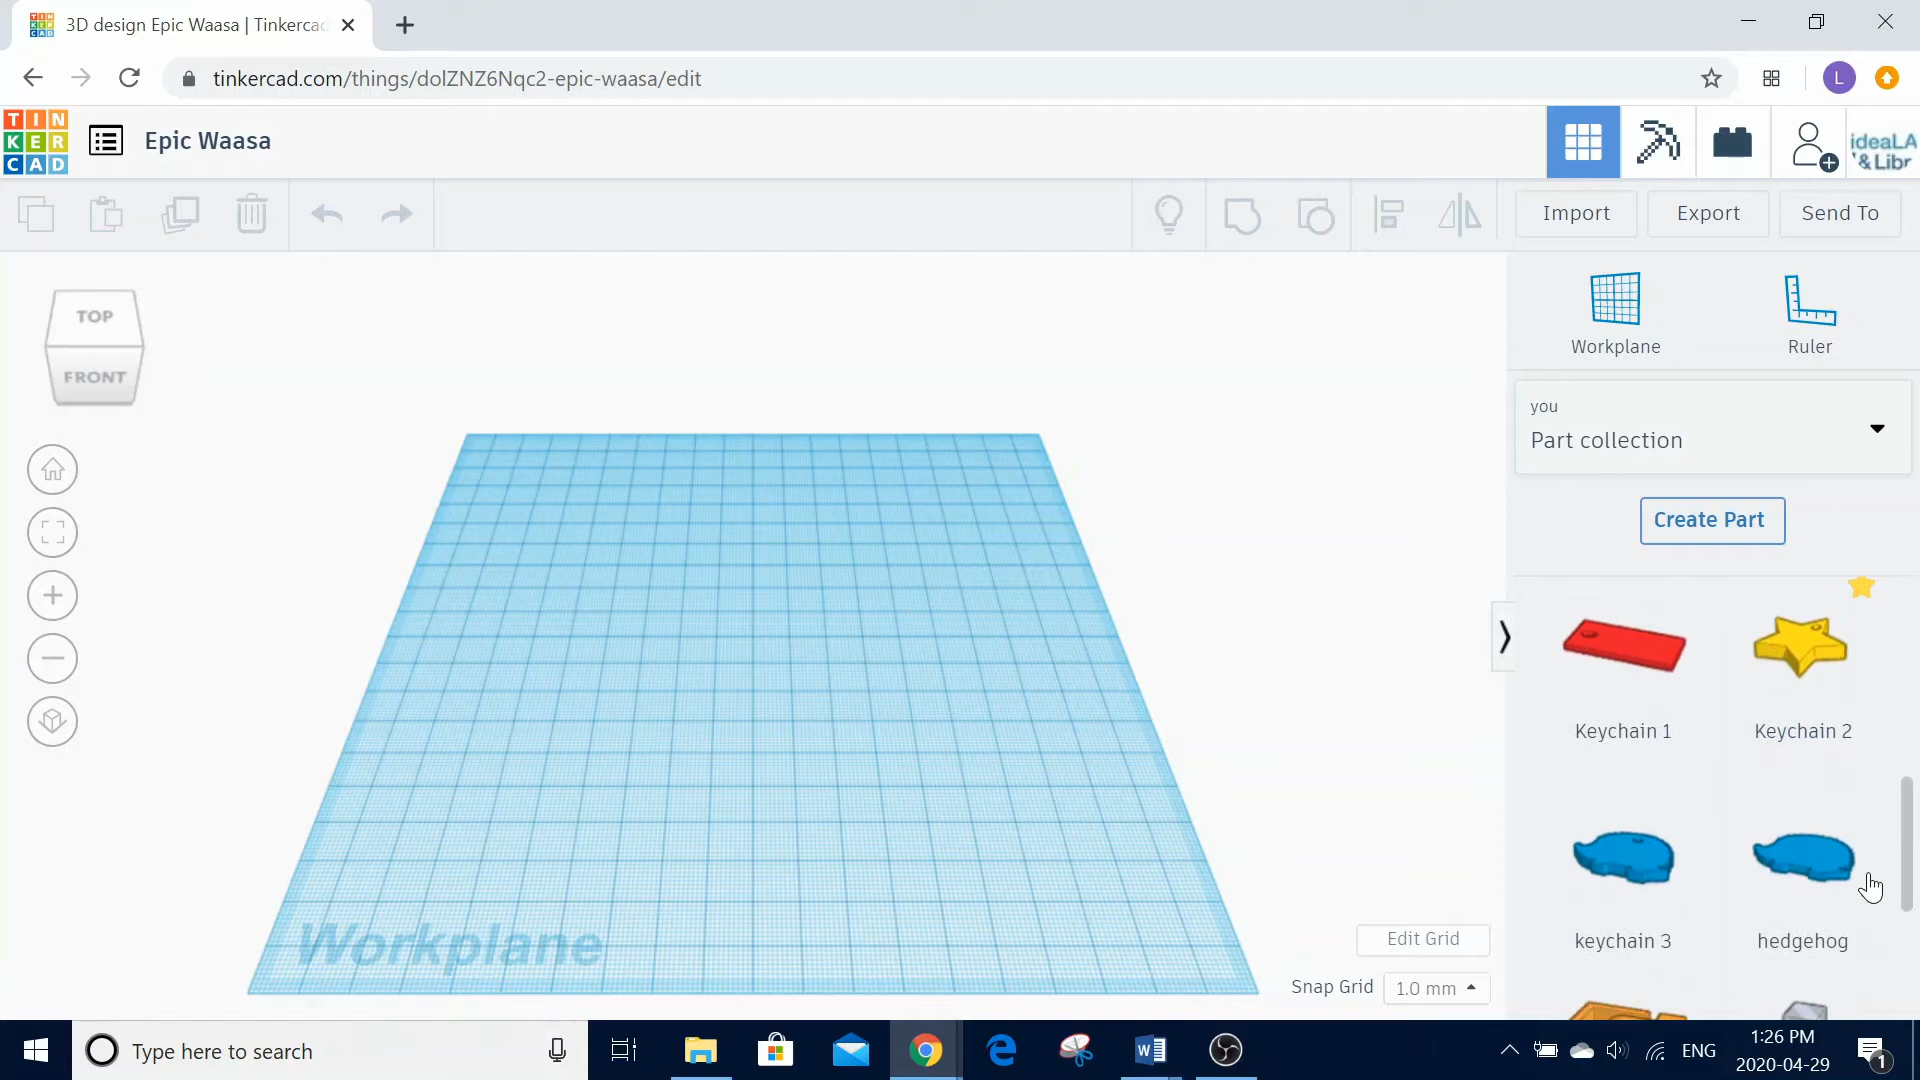 3D design Epic Waasa | Tinkercad
tinkercad.com/things/dolZNZ6Nqc2-epic-waasa/edit
L
TIN
KER
CAD
Epic Waasa
ideaLA
& Libr
Import
Export
Send To
TOP
FRONT
Workplane
Ruler
you
Part collection
Create Part
Keychain 1
Keychain 2
keychain 3
hedgehog
Workplane
Edit Grid
Snap Grid
1.0 mm
Type here to search
ENG
1:26 PM
2020-04-29
1